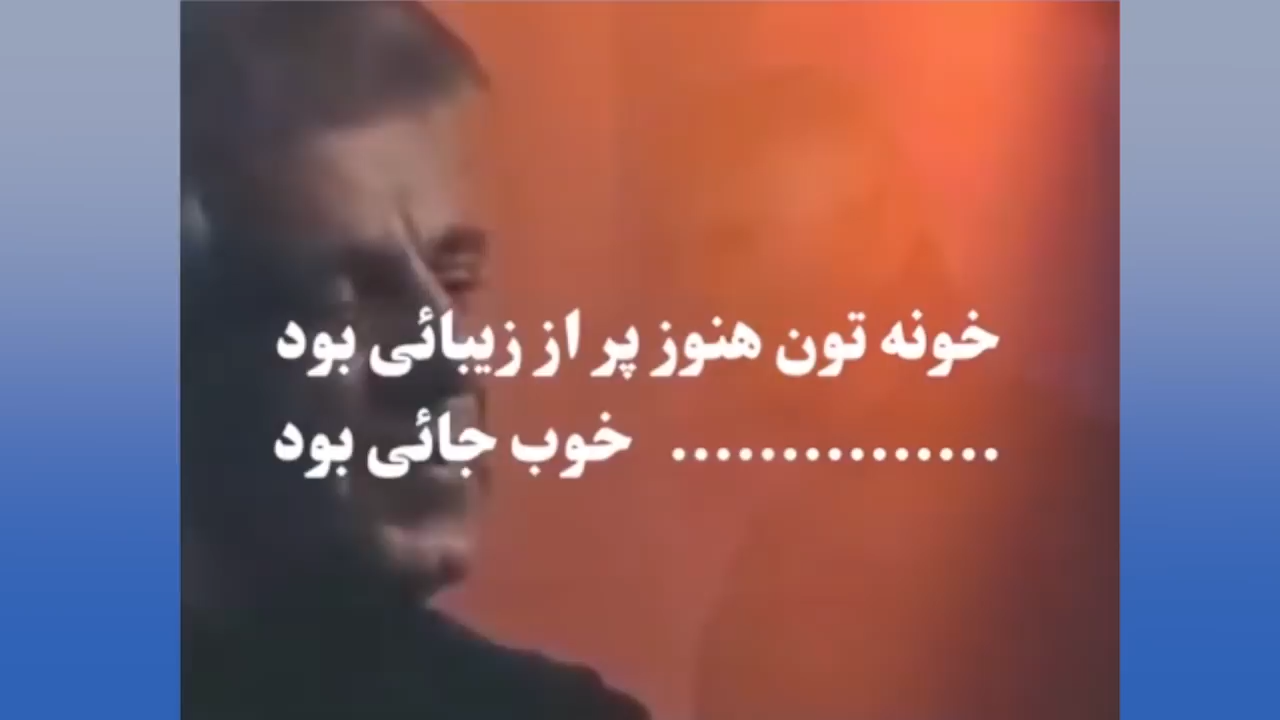 خونه تون هنوز پر از زیبائی بود
............... خوب جائی بود